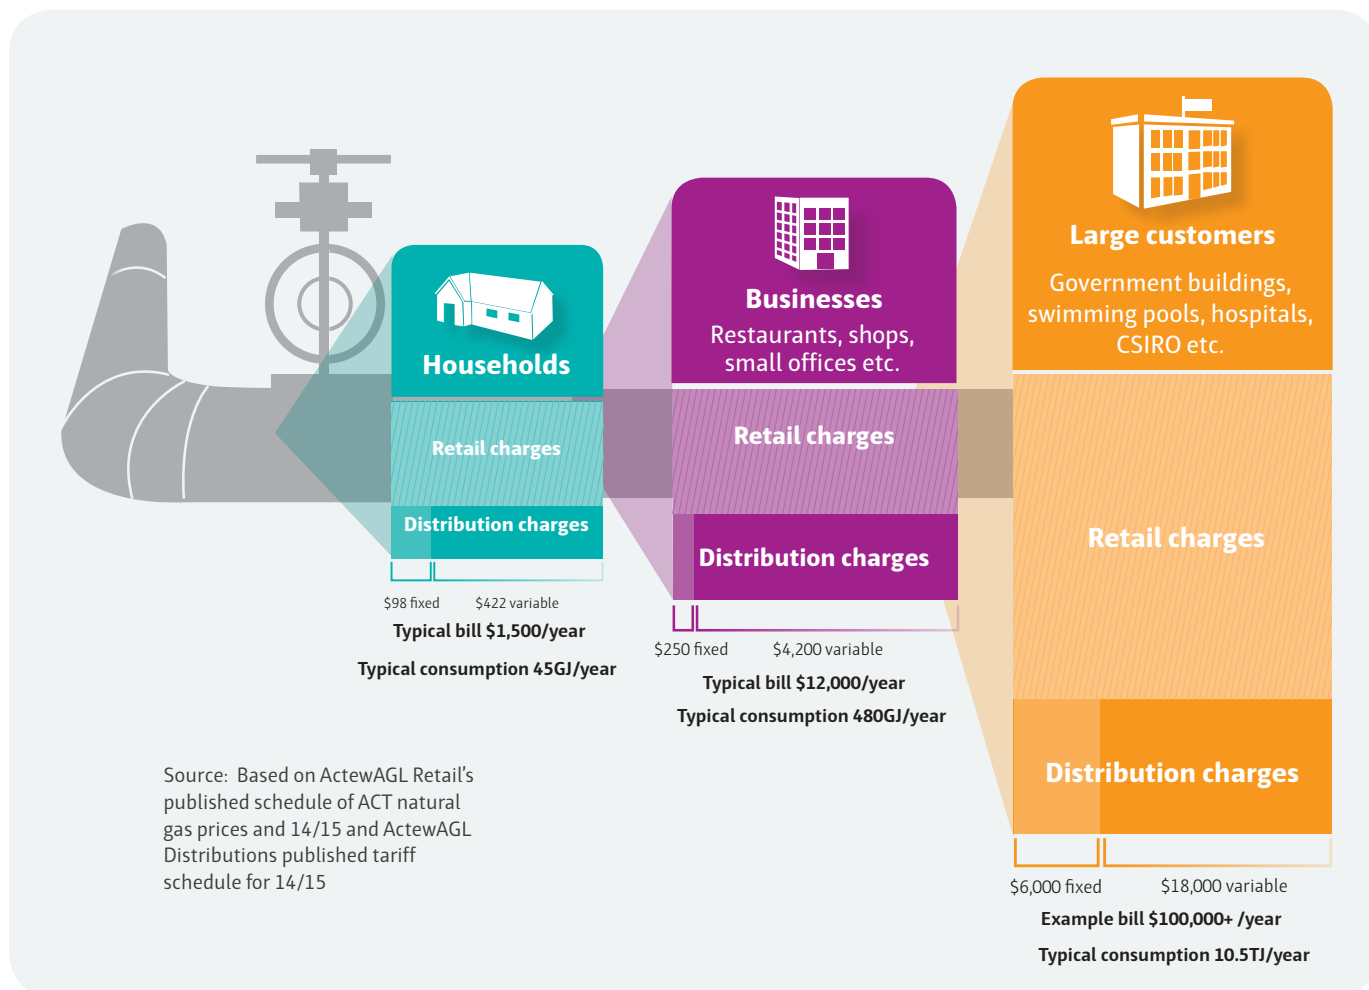 Households
Retail charges
Distribution charges
$98 fixed
$422 variable
Typical bill $1,500/year
Typical consumption 45GJ/year
Businesses
Restaurants, shops,
small offices etc.
Retail charges
Distribution charges
$250 fixed
$4,200 variable
Typical bill $12,000/year
Typical consumption 480GJ/year
Large customers
Government buildings,
swimming pools, hospitals,
CSIRO etc.
Retail charges
Distribution charges
$6,000 fixed
$18,000 variable
Example bill $100,000+ /year
Typical consumption 10.5TJ/year
Source:  Based on ActewAGL Retail's
published schedule of ACT natural
gas prices and 14/15 and ActewAGL
Distributions published tariff
schedule for 14/15